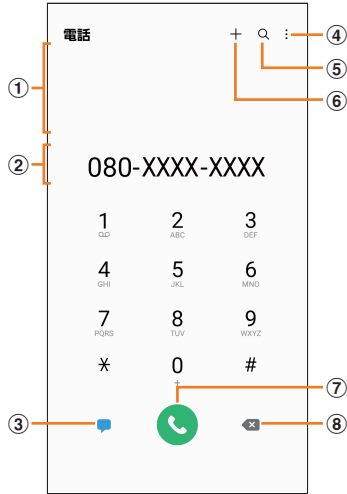 電話 ④
⑤
① ⑥
② 080-XXXX-XXXX
1 2 3
ABC DEF
4 5 6
GHI JKL MNO
7 8 9
PQRS TUV WXYZ
* 0 #
+
⑦
③ ⑧